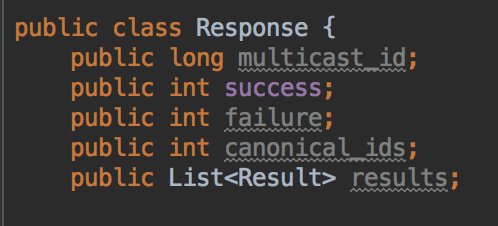 public class Response {
    public long multicast_id;
    public int success;
    public int failure;
    public int canonical_ids;
    public List<Result> results;